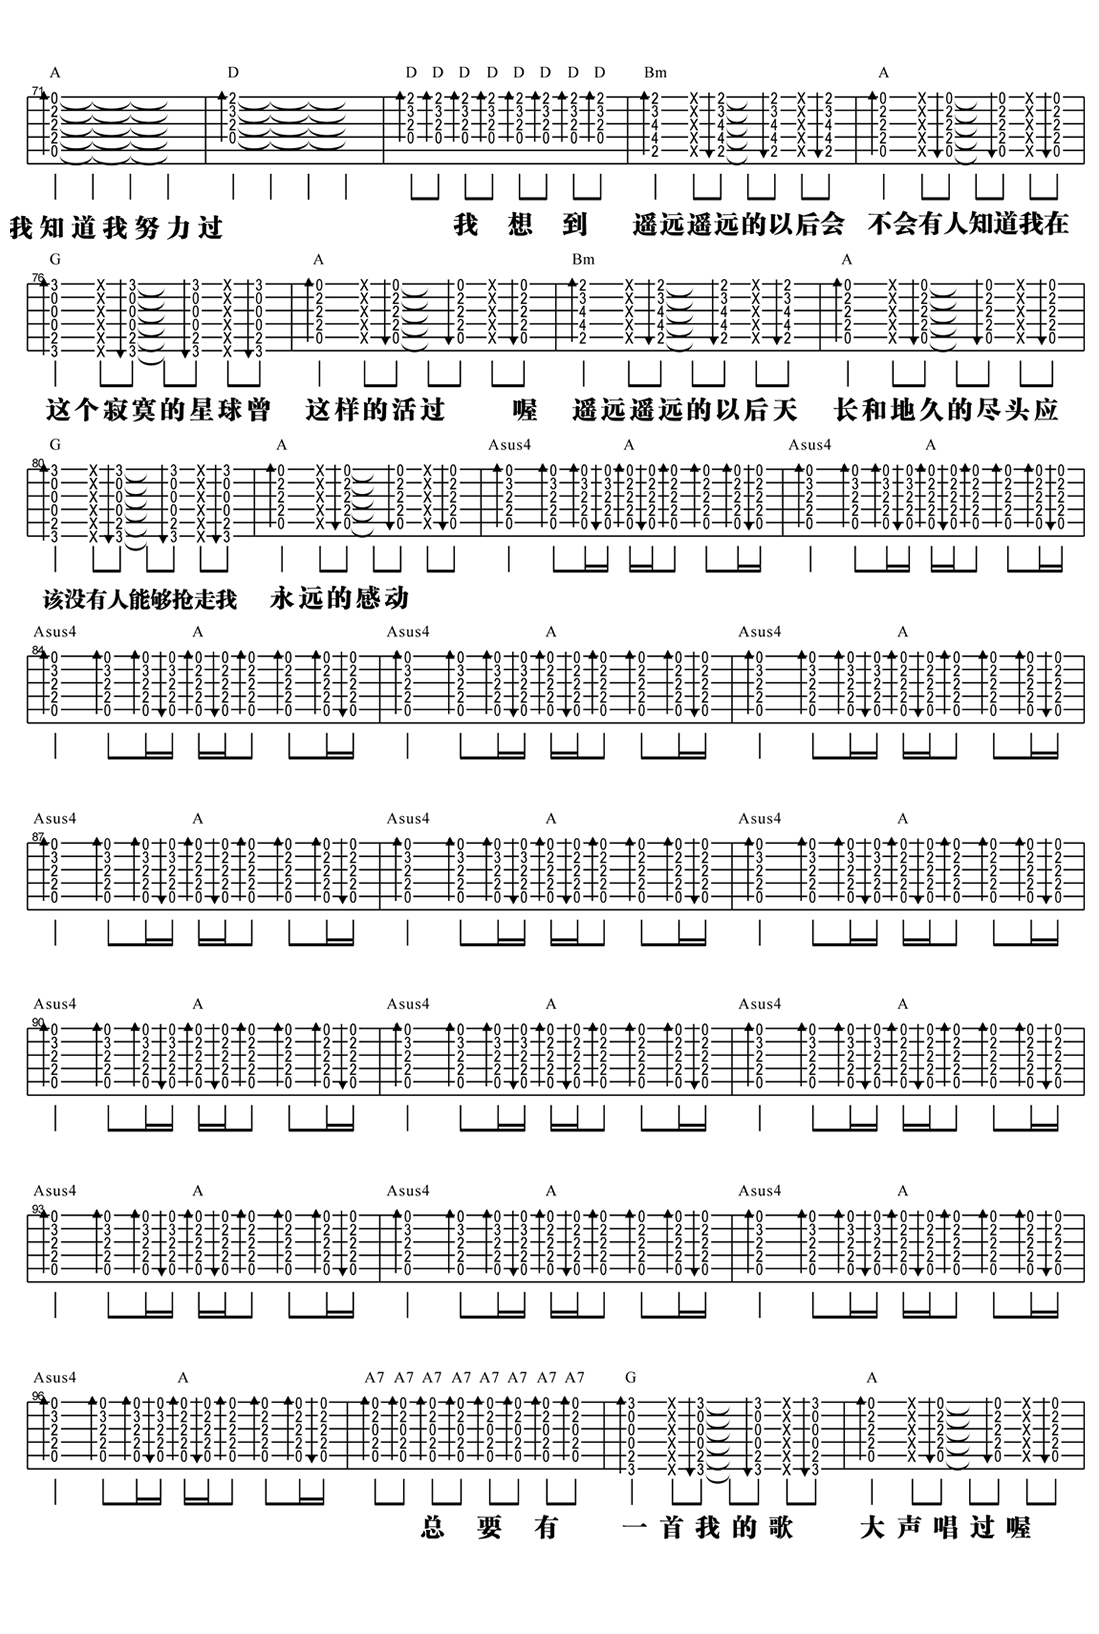 A D D D D D D D D D Bm A
71
我知道我努力过 我 想 到 遥远遥远的以后会 不会有人知道我在
G A Bm A
76
这个寂寞的星球曾 这样的活过 喔 遥远遥远的以后天 长和地久的尽头应
G A Asus4 A Asus4 A
80
该没有人能够抢走我 永远的感动
Asus4 A Asus4 A Asus4 A
84
Asus4 A Asus4 A Asus4 A
87
Asus4 A Asus4 A Asus4 A
90
Asus4 A Asus4 A Asus4 A
93
Asus4 A A7 A7 A7 A7 A7 A7 A7 A7 G A
96
总 要 有 一首我的歌 大声唱过喔